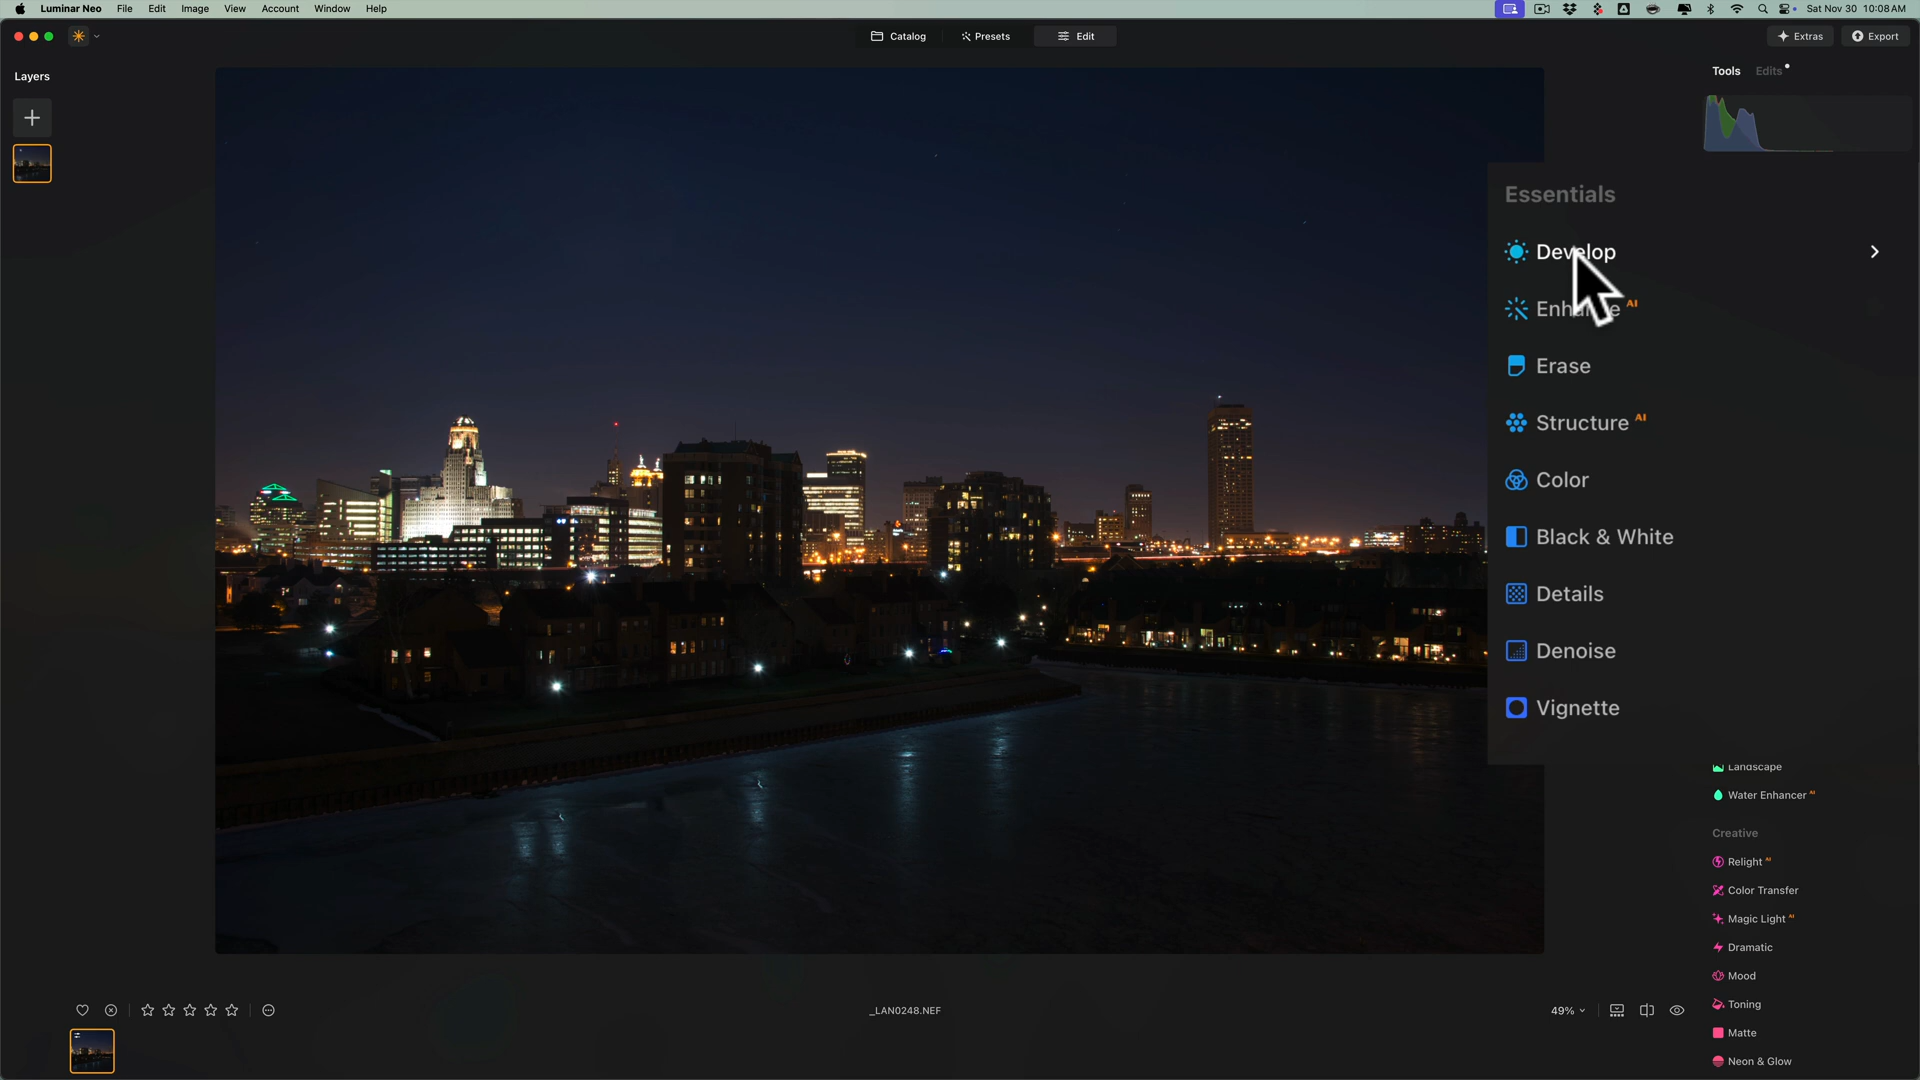 Luminar Neo File Edit Image View Account Window Help
Sat Nov 30 10:08 AM
Catalog Presets Edit
Extras Export
Layers
Tools Edits
Essentials
Develop
Enhance AI
Erase
Structure AI
Color
Black & White
Details
Denoise
Vignette
Landscape
Water Enhancer AI
Creative
Relight AI
Color Transfer
Magic Light AI
Dramatic
Mood
Toning
Matte
Neon & Glow
_LAN0248.NEF
49%